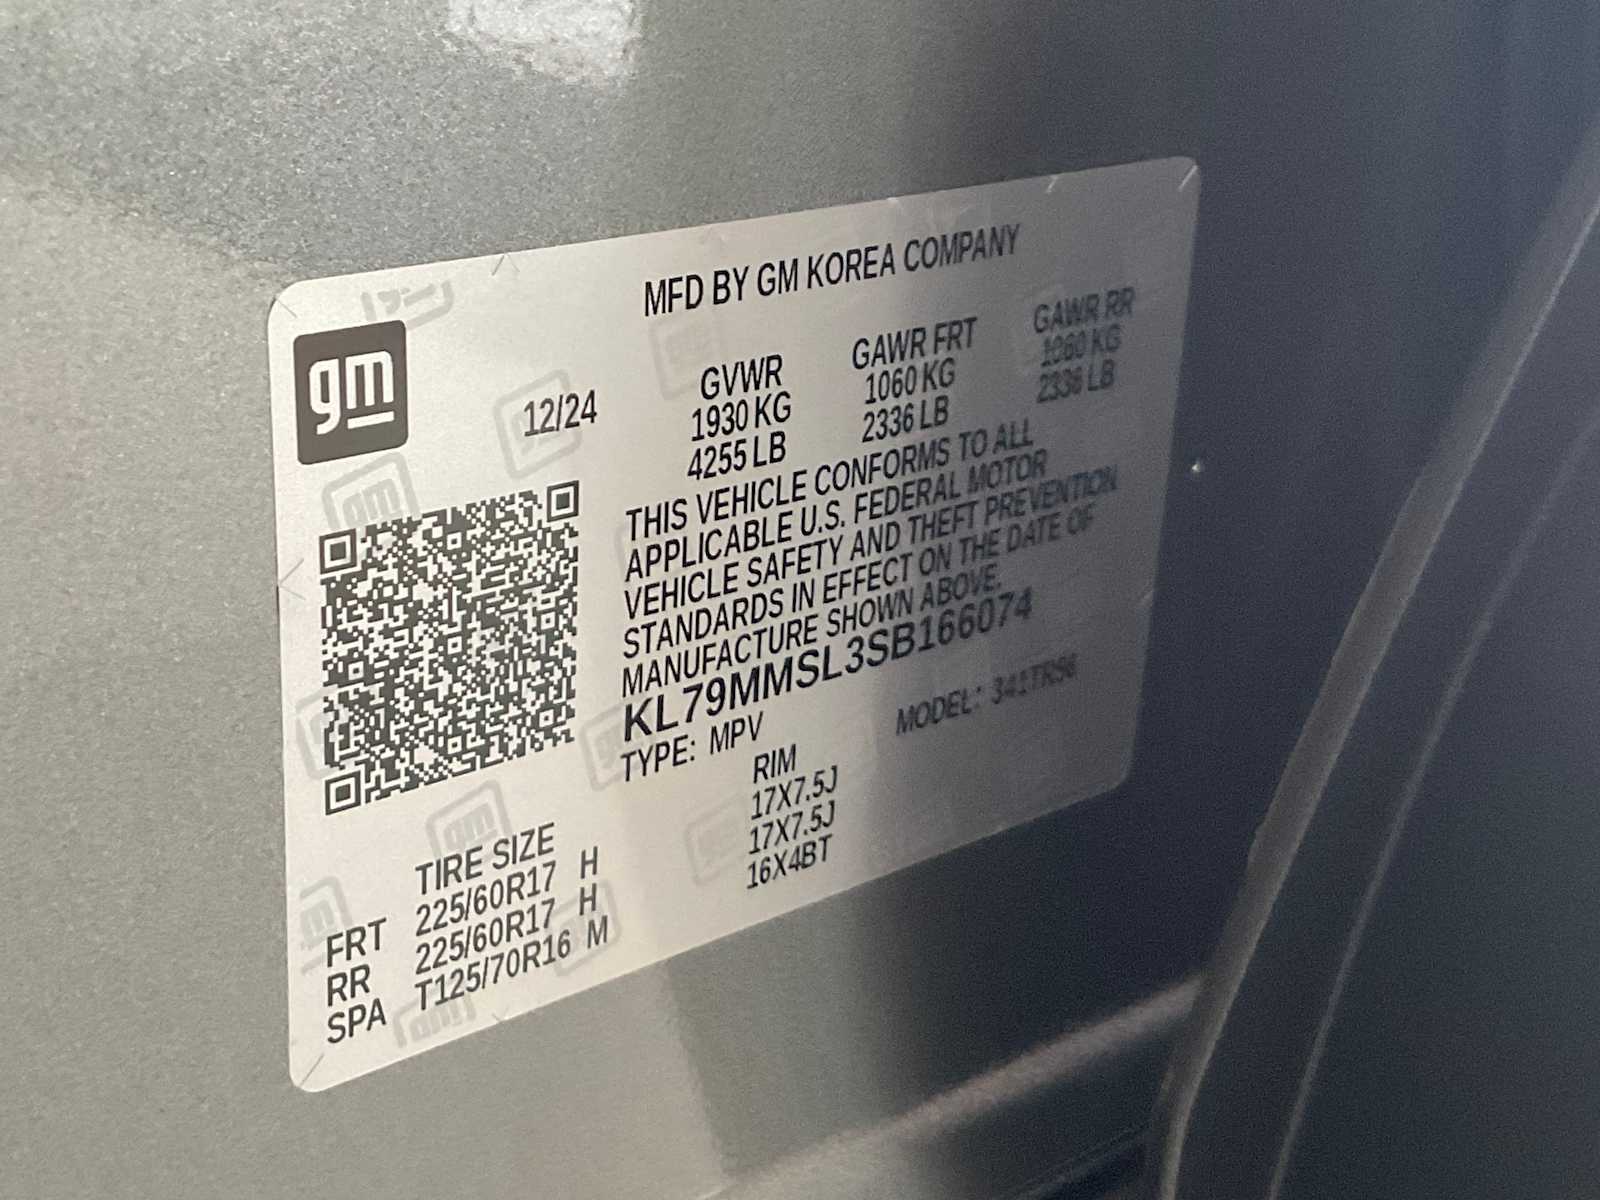 MFD BY GM KOREA COMPANY
gm
12/24 GVWR GAWR FRT GAWR RR
1930 KG 1060 KG 1060 KG
4255 LB 2336 LB 2336 LB
THIS VEHICLE CONFORMS TO ALL
APPLICABLE U.S. FEDERAL MOTOR
VEHICLE SAFETY AND THEFT PREVENTION
STANDARDS IN EFFECT ON THE DATE OF
MANUFACTURE SHOWN ABOVE.
KL79MMSL3SB166074
TYPE: MPV MODEL:
TIRE SIZE RIM
FRT 225/60R17 H 17X7.5J
RR 225/60R17 H 17X7.5J
SPA T125/70R16 M 16X4BT